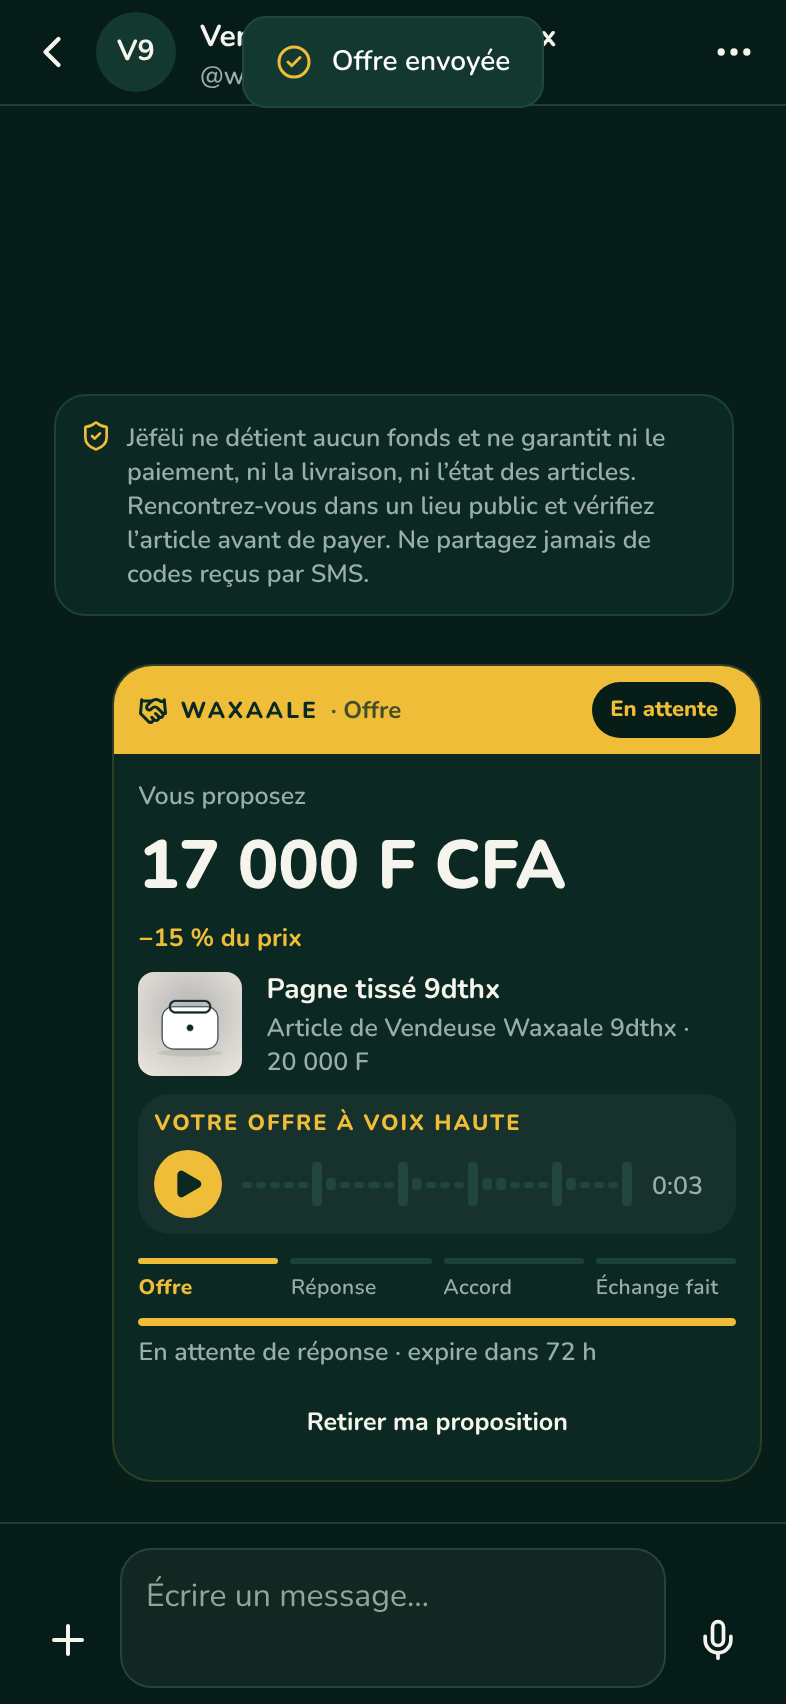 V9
Offre envoyée
Jëfëli ne détient aucun fonds et ne garantit ni le
paiement, ni la livraison, ni l’état des articles.
Rencontrez-vous dans un lieu public et vérifiez
l’article avant de payer. Ne partagez jamais de
codes reçus par SMS.
WAXAALE · Offre
En attente
Vous proposez
17 000 F CFA
−15 % du prix
Pagne tissé 9dthx
Article de Vendeuse Waxaale 9dthx ·
20 000 F
VOTRE OFFRE À VOIX HAUTE
0:03
Offre Réponse Accord Échange fait
En attente de réponse · expire dans 72 h
Retirer ma proposition
Écrire un message...